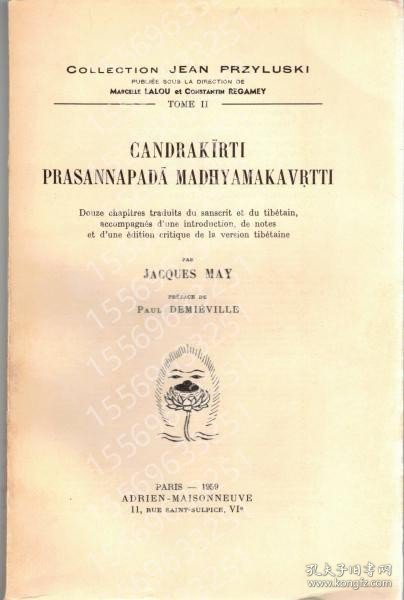 COLLECTION JEAN PRZYLUSKI
PUBLIÉE SOUS LA DIRECTION DE
MARCELLE LALOU et CONSTANTIN REGAMEY
TOME II
CANDRAKĪRTI
PRASANNAPADĀ MADHYAMAKAVṚTTI
Douze chapitres traduits du sanscrit et du tibétain,
accompagnés d'une introduction, de notes
et d'une édition critique de la version tibétaine
PAR
JACQUES MAY
PRÉFACE DE
PAUL DEMIÉVILLE
PARIS — 1959
ADRIEN-MAISONNEUVE
11, RUE SAINT-SULPICE, VIᵉ
孔夫子旧书网